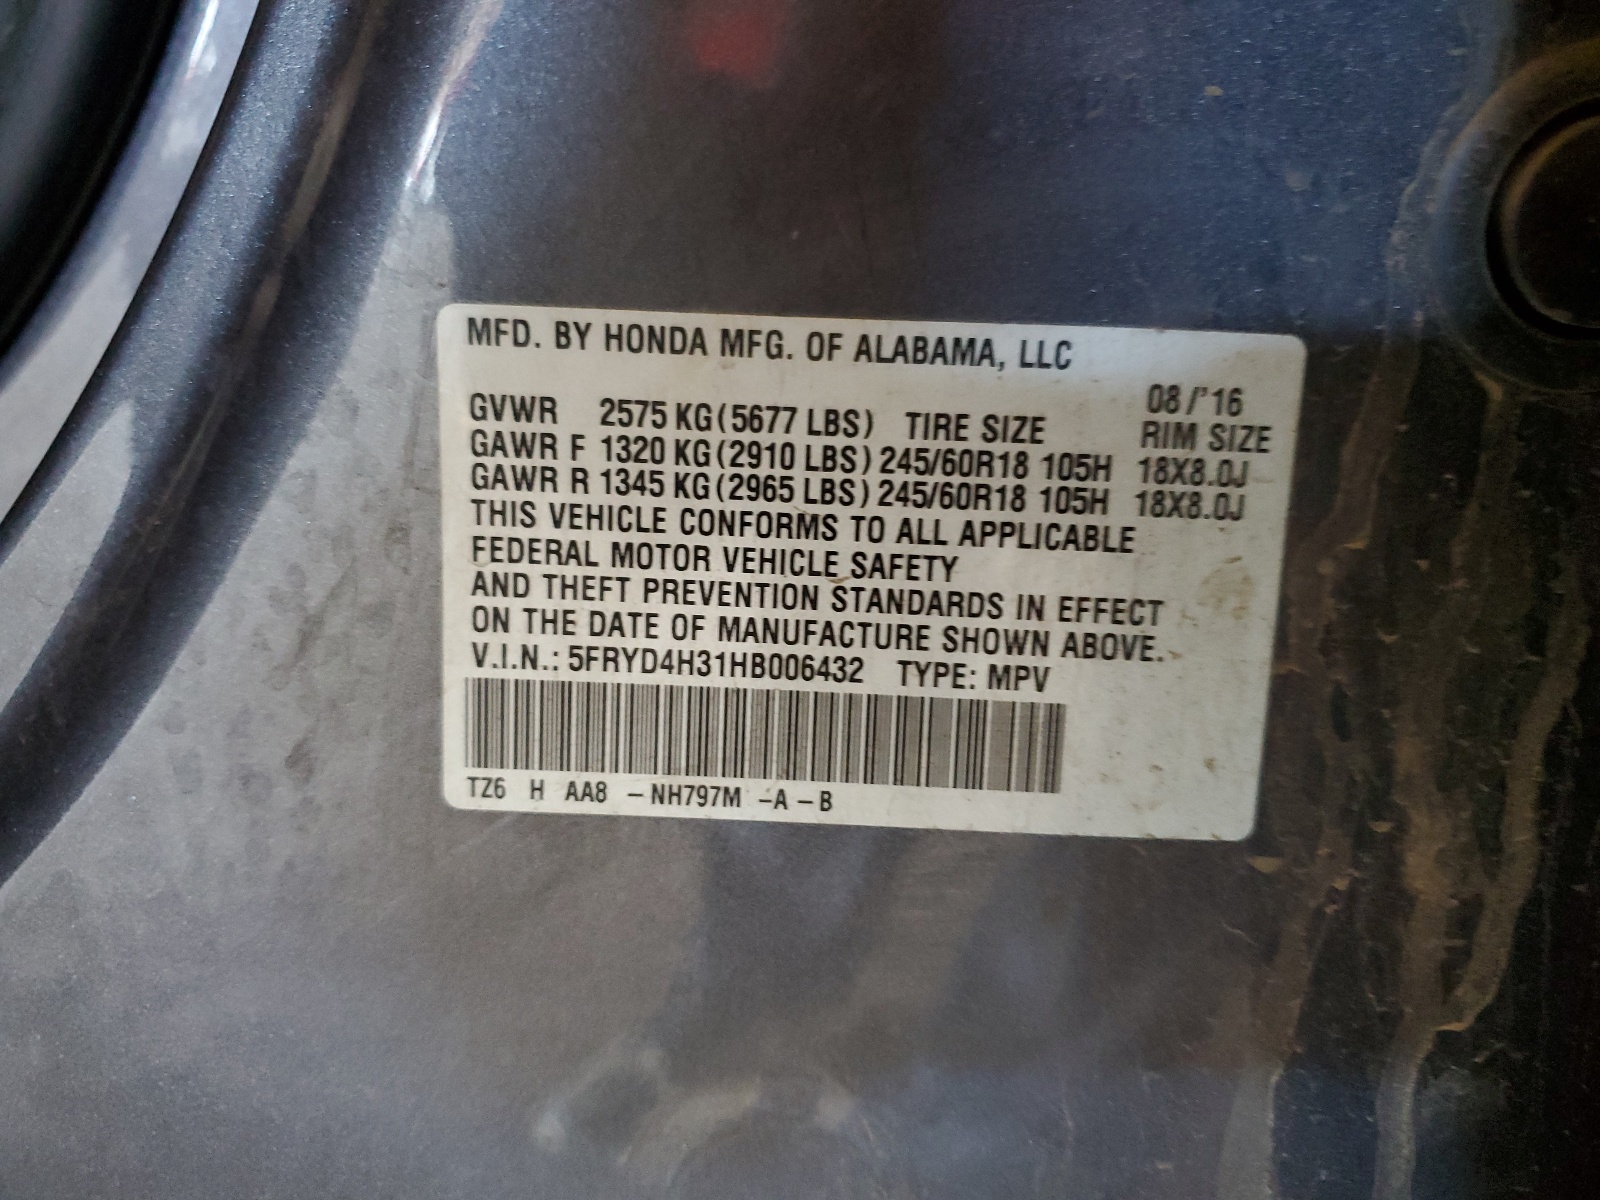 MFD. BY HONDA MFG. OF ALABAMA, LLC
08/'16
GVWR 2575 KG(5677 LBS) TIRE SIZE RIM SIZE
GAWR F 1320 KG(2910 LBS) 245/60R18 105H 18X8.0J
GAWR R 1345 KG(2965 LBS) 245/60R18 105H 18X8.0J
THIS VEHICLE CONFORMS TO ALL APPLICABLE
FEDERAL MOTOR VEHICLE SAFETY
AND THEFT PREVENTION STANDARDS IN EFFECT
ON THE DATE OF MANUFACTURE SHOWN ABOVE.
V.I.N.: 5FRYD4H31HB006432 TYPE: MPV
TZ6 H AA8 -NH797M -A -B